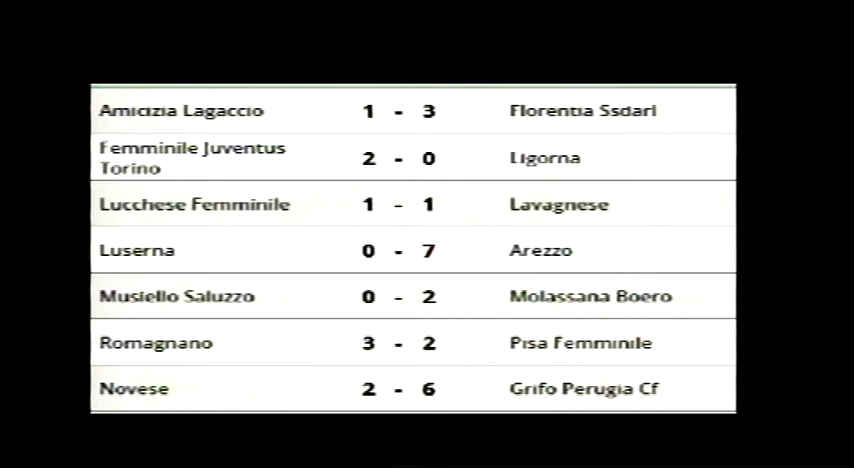 Amicizia Lagaccio 1 - 3 Florentia Ssdarl
Femminile Juventus
Torino 2 - 0 Ligorna
Lucchese Femminile 1 - 1 Lavagnese
Luserna 0 - 7 Arezzo
Musiello Saluzzo 0 - 2 Molassana Boero
Romagnano 3 - 2 Pisa Femminile
Novese 2 - 6 Grifo Perugia Cf